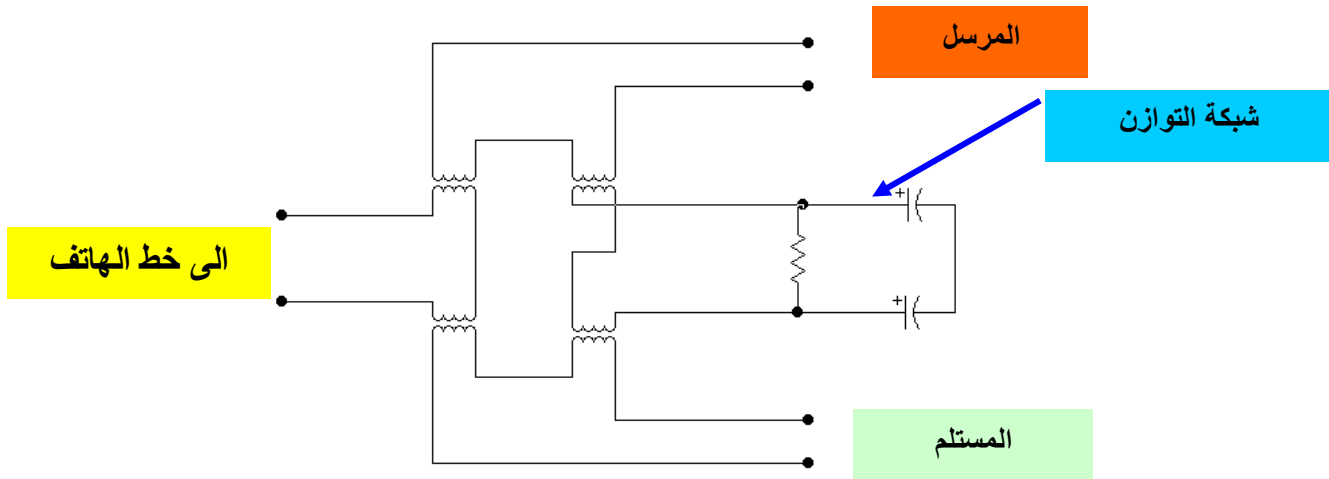 المرسل
شبكة التوازن
الى خط الهاتف
+
+
المستلم